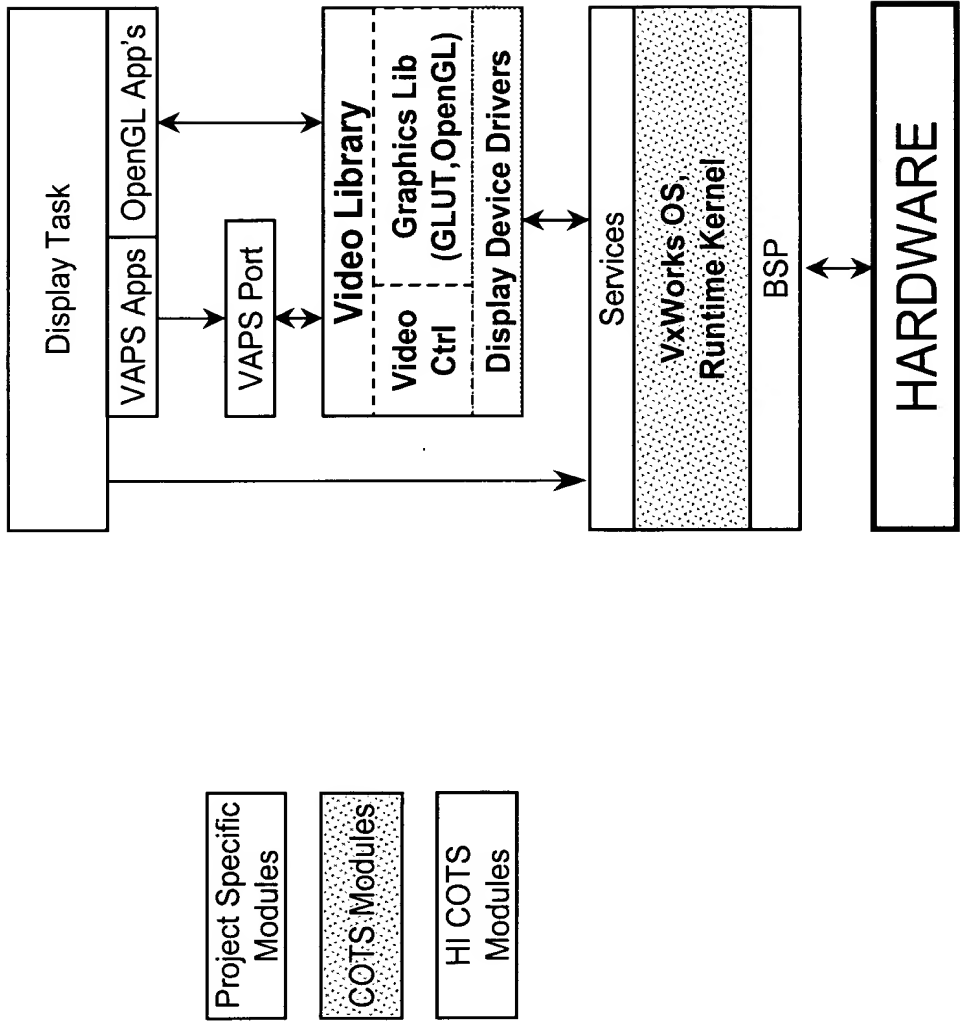 Display Task
VAPS Apps
OpenGL App's
VAPS Port
Video Library
Video
Ctrl
Graphics Lib
(GLUT,OpenGL)
Display Device Drivers
Services
VxWorks OS,
Runtime Kernel
BSP
HARDWARE
Project Specific
Modules
COTS Modules
HI COTS
Modules